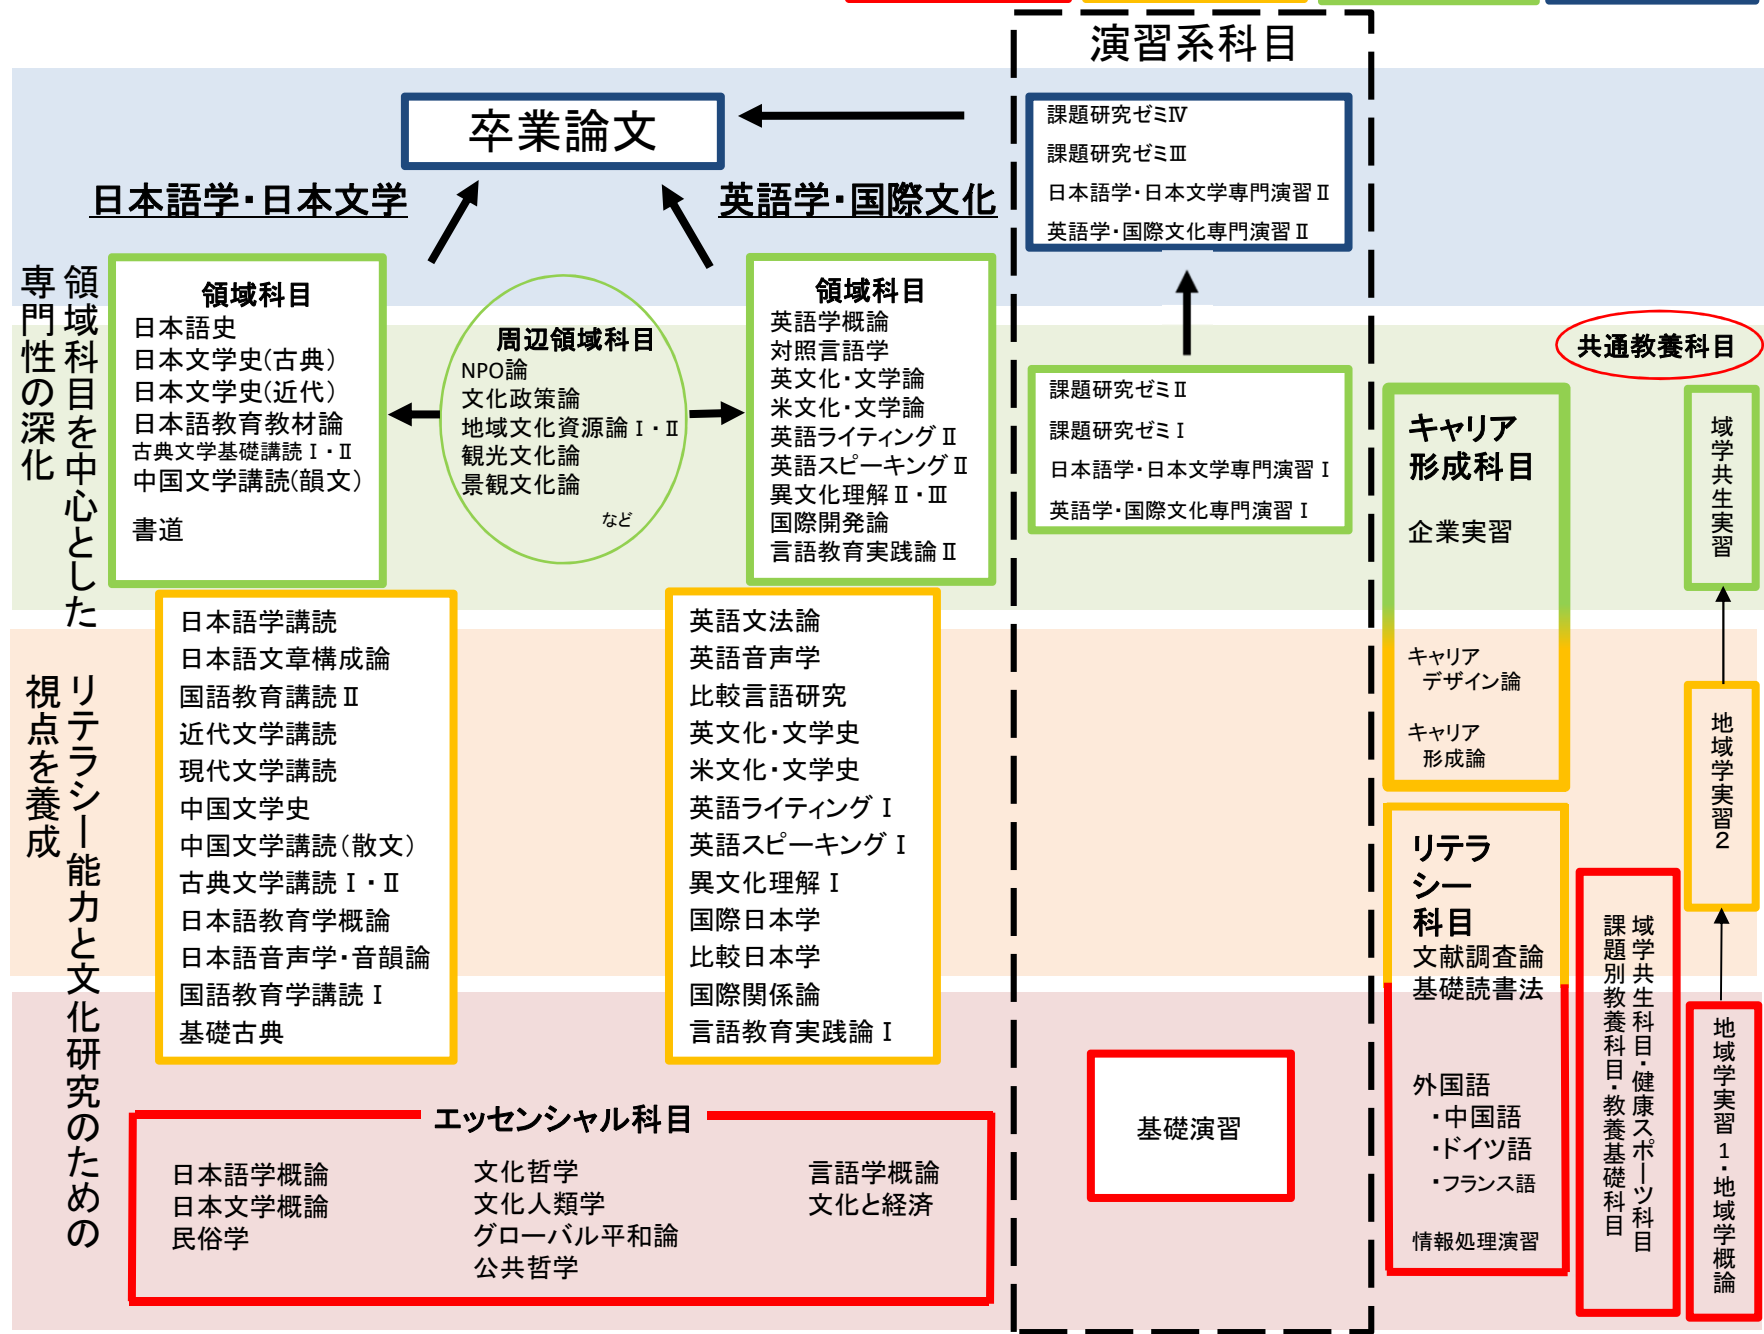 演習系科目
卒業論文
日本語学・日本文学
英語学・国際文化
課題研究ゼミⅣ
課題研究ゼミⅢ
日本語学・日本文学専門演習Ⅱ
英語学・国際文化専門演習Ⅱ
領域科目を中心とした
専門性の深化
領域科目
日本語史
日本文学史(古典)
日本文学史(近代)
日本語教育教材論
古典文学基礎講読Ⅰ・Ⅱ
中国文学講読(韻文)
書道
周辺領域科目
NPO論
文化政策論
地域文化資源論Ⅰ・Ⅱ
観光文化論
景観文化論
など
領域科目
英語学概論
対照言語学
英文化・文学論
米文化・文学論
英語ライティングⅡ
英語スピーキングⅡ
異文化理解Ⅱ・Ⅲ
国際開発論
言語教育実践論Ⅱ
課題研究ゼミⅡ
課題研究ゼミⅠ
日本語学・日本文学専門演習Ⅰ
英語学・国際文化専門演習Ⅰ
共通教養科目
キャリア
形成科目
企業実習
キャリア
デザイン論
キャリア
形成論
域学共生実習
地域学実習2
リテラシー能力と文化研究のための
視点を養成
日本語学講読
日本語文章構成論
国語教育講読Ⅱ
近代文学講読
現代文学講読
中国文学史
中国文学講読(散文)
古典文学講読Ⅰ・Ⅱ
日本語教育学概論
日本語音声学・音韻論
国語教育学講読Ⅰ
基礎古典
英語文法論
英語音声学
比較言語研究
英文化・文学史
米文化・文学史
英語ライティングⅠ
英語スピーキングⅠ
異文化理解Ⅰ
国際日本学
比較日本学
国際関係論
言語教育実践論Ⅰ
リテラ
シー
科目
文献調査論
基礎読書法
外国語
・中国語
・ドイツ語
・フランス語
情報処理演習
域学共生科目・健康スポーツ科目
課題別教養科目・教養基礎科目
地域学実習1・地域学概論
エッセンシャル科目
日本語学概論
日本文学概論
民俗学
文化哲学
文化人類学
グローバル平和論
公共哲学
言語学概論
文化と経済
基礎演習